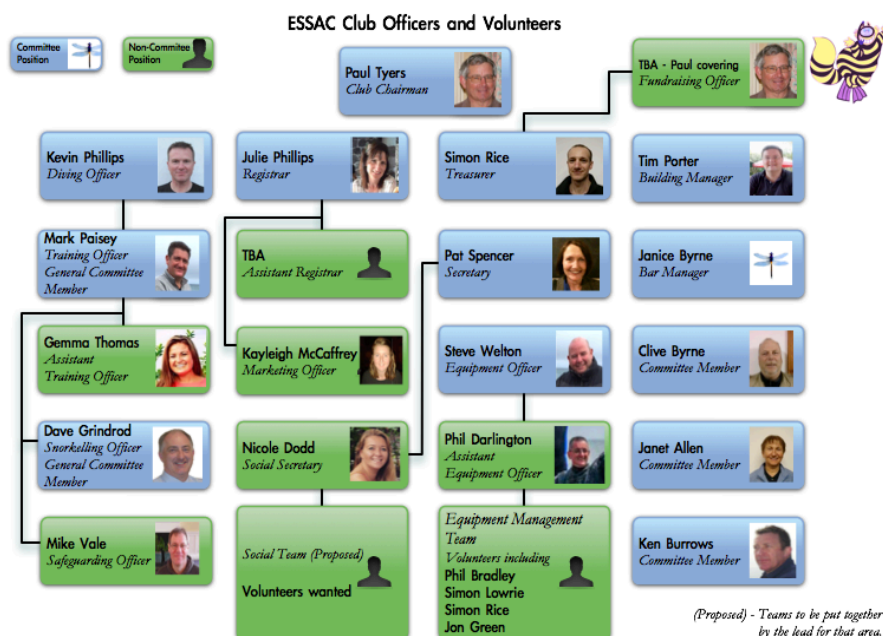 ESSAC Club Officers and Volunteers
Committee
Position
Non-Commitee
Position
Paul Tyers
Club Chairman
TBA - Paul covering
Fundraising Officer
Kevin Phillips
Diving Officer
Julie Phillips
Registrar
Simon Rice
Treasurer
Tim Porter
Building Manager
Mark Paisey
Training Officer
General Committee
Member
TBA
Assistant Registrar
Pat Spencer
Secretary
Janice Byrne
Bar Manager
Gemma Thomas
Assistant
Training Officer
Kayleigh McCaffrey
Marketing Officer
Steve Welton
Equipment Officer
Clive Byrne
Committee Member
Dave Grindrod
Snorkelling Officer
General Committee
Member
Nicole Dodd
Social Secretary
Phil Darlington
Assistant
Equipment Officer
Janet Allen
Committee Member
Mike Vale
Safeguarding Officer
Social Team (Proposed)
Volunteers wanted
Equipment Management
Team
Volunteers including
Phil Bradley
Simon Lowrie
Simon Rice
Jon Green
Ken Burrows
Committee Member
(Proposed) - Teams to be put together
by the lead for that area.